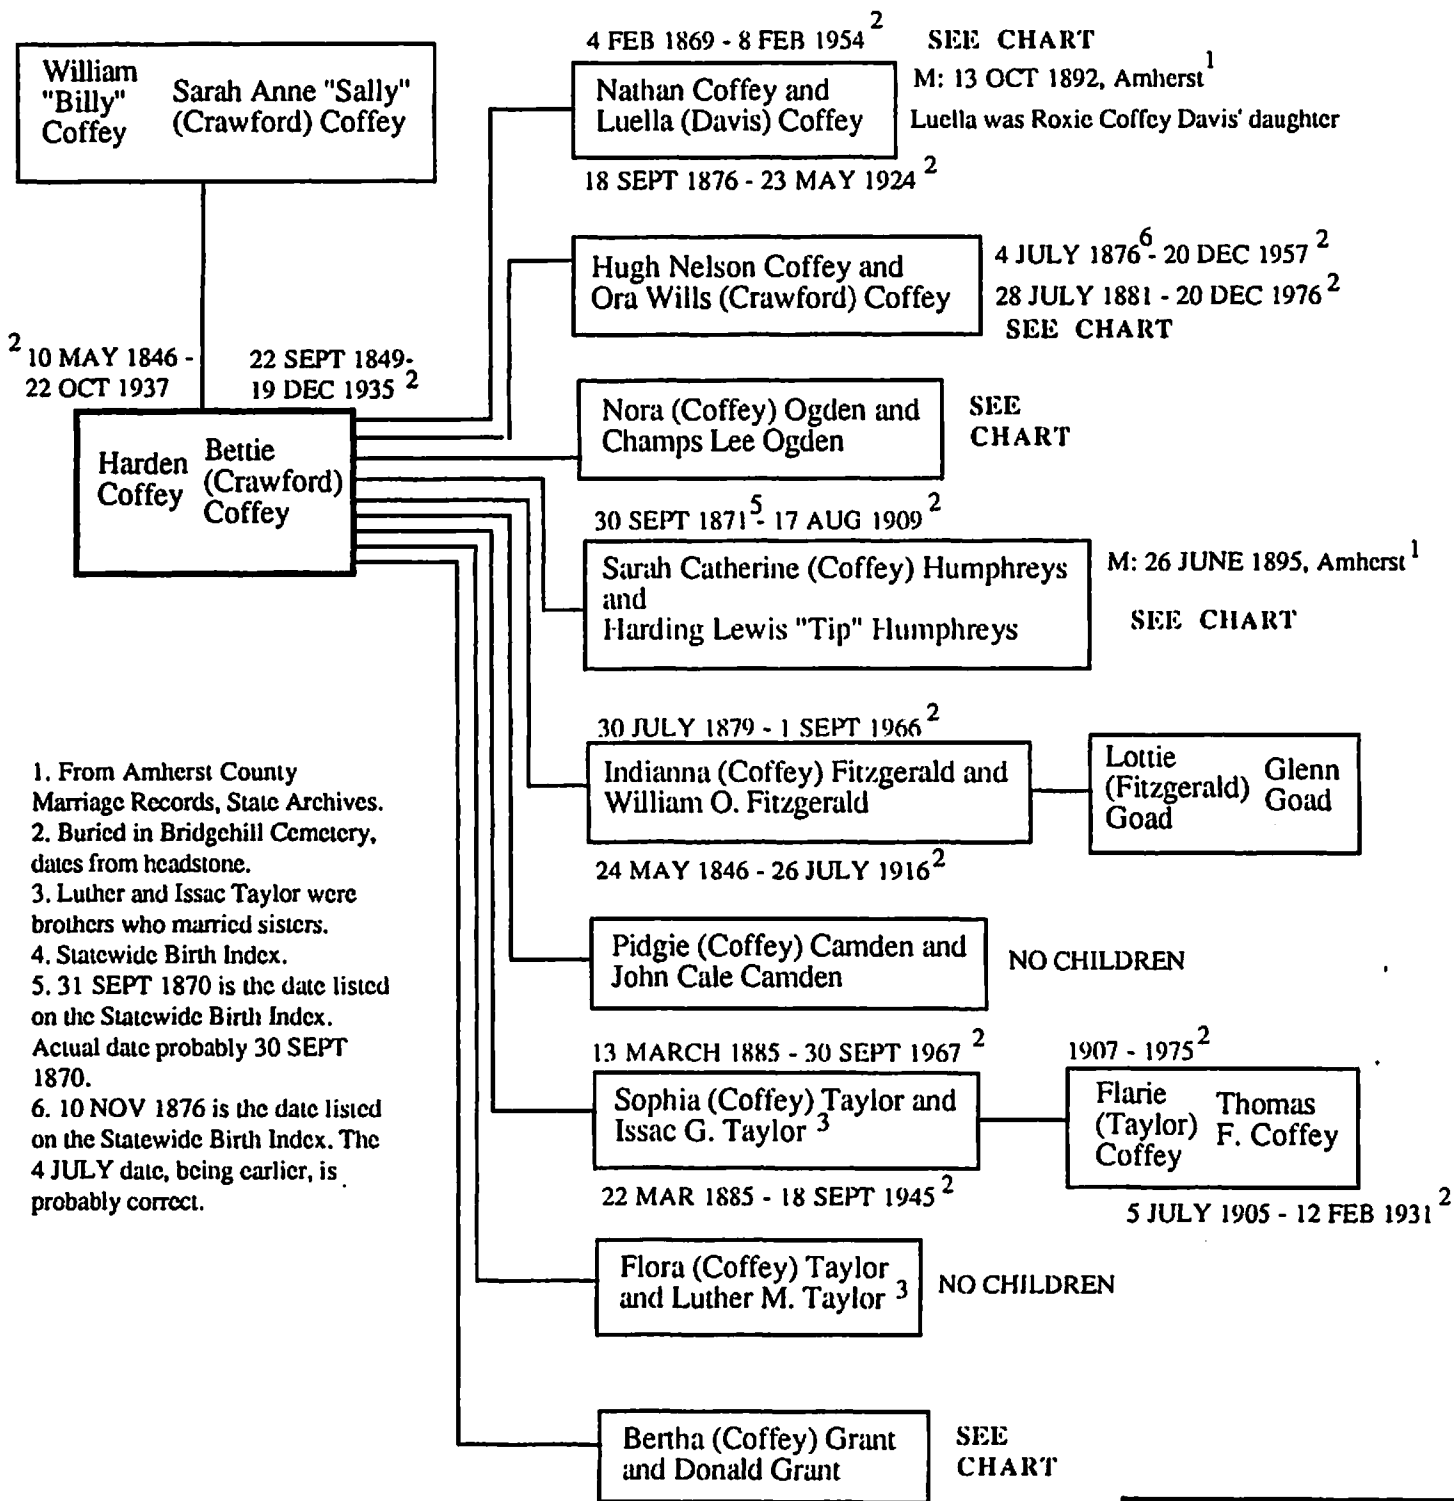 William
"Billy"
Coffey
Sarah Anne "Sally"
(Crawford) Coffey
4 FEB 1869 - 8 FEB 1954 2
SEE CHART
Nathan Coffey and
Luella (Davis) Coffey
M: 13 OCT 1892, Amherst 1
Luella was Roxie Coffey Davis' daughter
18 SEPT 1876 - 23 MAY 1924 2
Hugh Nelson Coffey and
Ora Wills (Crawford) Coffey
4 JULY 1876 6 - 20 DEC 1957 2
28 JULY 1881 - 20 DEC 1976 2
SEE CHART
2 10 MAY 1846 -
22 OCT 1937
22 SEPT 1849-
19 DEC 1935 2
Harden
Coffey
Bettie
(Crawford)
Coffey
Nora (Coffey) Ogden and
Champs Lee Ogden
SEE
CHART
30 SEPT 1871 5 - 17 AUG 1909 2
Sarah Catherine (Coffey) Humphreys
and
Harding Lewis "Tip" Humphreys
M: 26 JUNE 1895, Amherst 1
SEE CHART
30 JULY 1879 - 1 SEPT 1966 2
Indianna (Coffey) Fitzgerald and
William O. Fitzgerald
24 MAY 1846 - 26 JULY 1916 2
Lottie
(Fitzgerald)
Goad
Glenn
Goad
1. From Amherst County
Marriage Records, State Archives.
2. Buried in Bridgehill Cemetery,
dates from headstone.
3. Luther and Issac Taylor were
brothers who married sisters.
4. Statewide Birth Index.
5. 31 SEPT 1870 is the date listed
on the Statewide Birth Index.
Actual date probably 30 SEPT
1870.
6. 10 NOV 1876 is the date listed
on the Statewide Birth Index. The
4 JULY date, being earlier, is
probably correct.
Pidgie (Coffey) Camden and
John Cale Camden
NO CHILDREN
13 MARCH 1885 - 30 SEPT 1967 2
Sophia (Coffey) Taylor and
Issac G. Taylor 3
22 MAR 1885 - 18 SEPT 1945 2
1907 - 1975 2
Flarie
(Taylor)
Coffey
Thomas
F. Coffey
5 JULY 1905 - 12 FEB 1931 2
Flora (Coffey) Taylor
and Luther M. Taylor 3
NO CHILDREN
Bertha (Coffey) Grant
and Donald Grant
SEE
CHART